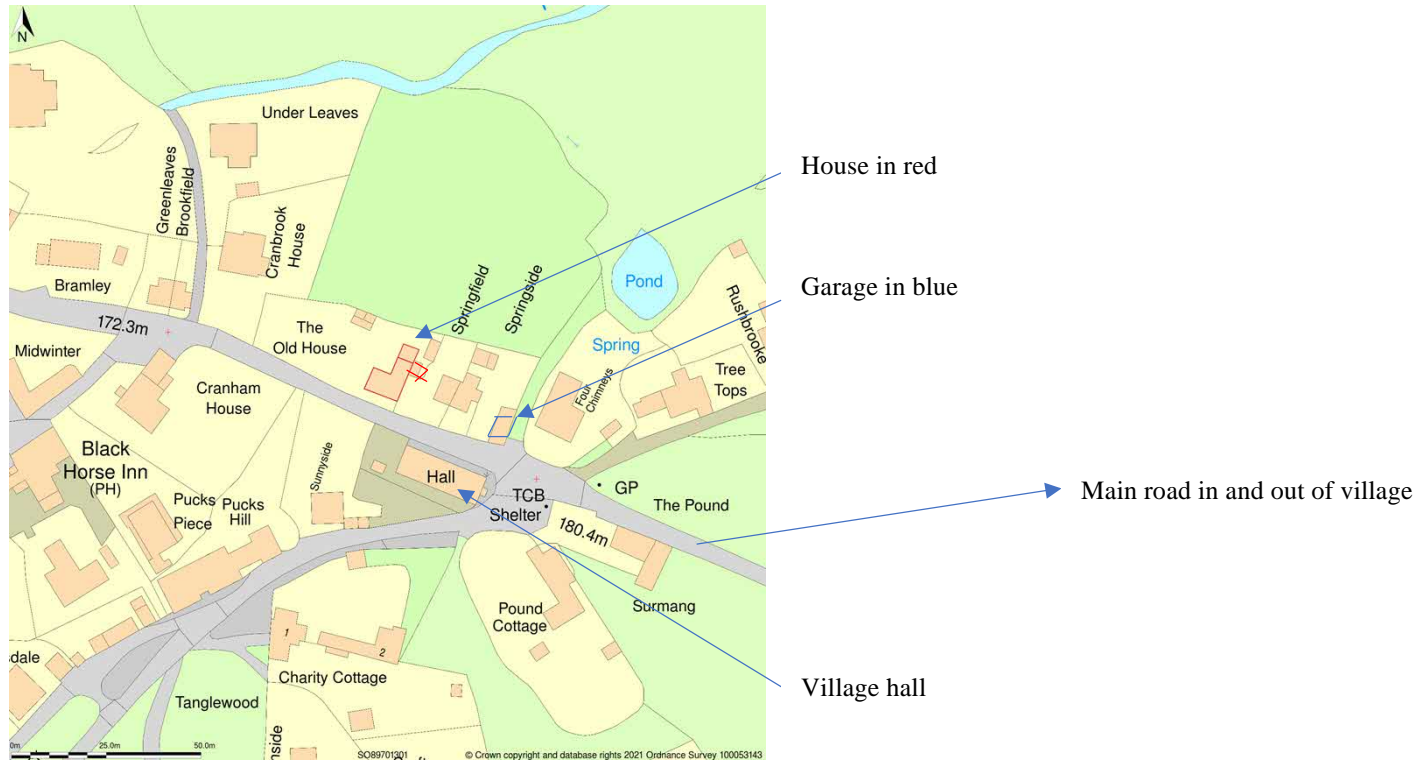 N
Under Leaves
House in red
Greenleaves
Brookfield
Cranbrook
House
Springfield
Springside
Pond
Garage in blue
Bramley
172.3m
The
Old House
Spring
Rushbrooke
Midwinter
Four
Chimneys
Tree
Tops
Cranham
House
Black
Horse Inn
(PH)
Sunnyside
Hall
GP
Main road in and out of village
Pucks
Piece
Pucks
Hill
TCB
Shelter
The Pound
180.4m
Surmang
Pound
Cottage
1
2
sdale
Charity Cottage
Village hall
Tanglewood
0m
25.0m
50.0m
SO89701301
© Crown copyright and database rights 2021 Ordnance Survey 100053143
nside